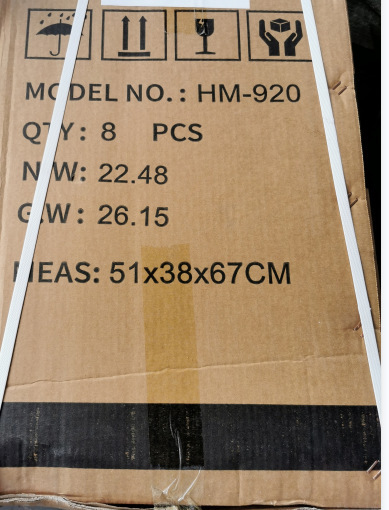 MODEL NO.: HM-920
QTY: 8 PCS
N.W: 22.48
G.W: 26.15
MEAS: 51x38x67CM